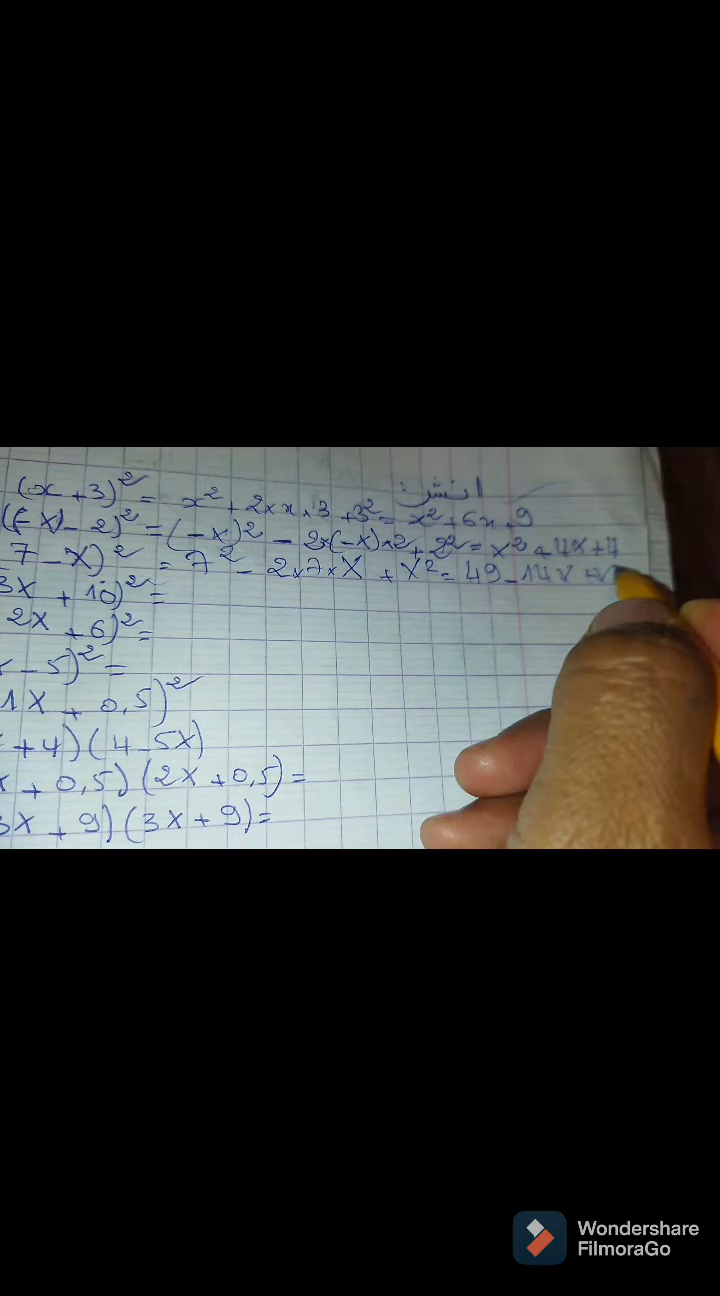 انشر:
(x+3)² = x² + 2×x×3 + 3² = x² + 6x + 9
((-x) - 2)² = (-x)² - 2×(-x)×2 + 2² = x² + 4x + 4
7 - x)² = 7² - 2×7×x + x² = 49 - 14x
3x + 10)² =
2x + 6)² =
- 5)² =
1x + 0,5)²
+4)(4-5x)
x + 0,5)(2x + 0,5) =
3x + 9)(3x + 9) =
Wondershare
FilmoraGo